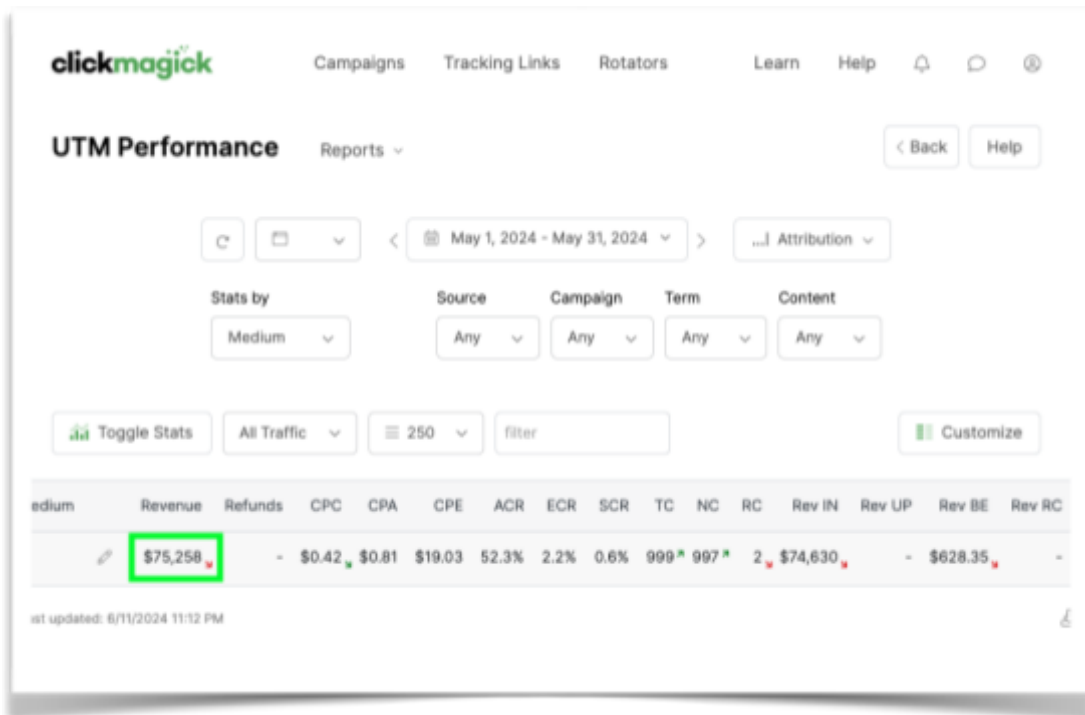 clickmagick Campaigns Tracking Links Rotators Learn Help
UTM Performance Reports < Back Help
May 1, 2024 - May 31, 2024 ...| Attribution
Stats by Source Campaign Term Content
Medium Any Any Any Any
Toggle Stats All Traffic 250 filter Customize
edium Revenue Refunds CPC CPA CPE ACR ECR SCR TC NC RC Rev IN Rev UP Rev BE Rev RC
$75,258 - $0.42 $0.81 $19.03 52.3% 2.2% 0.6% 999 997 2 $74,630 - $628.35 -
ast updated: 6/11/2024 11:12 PM